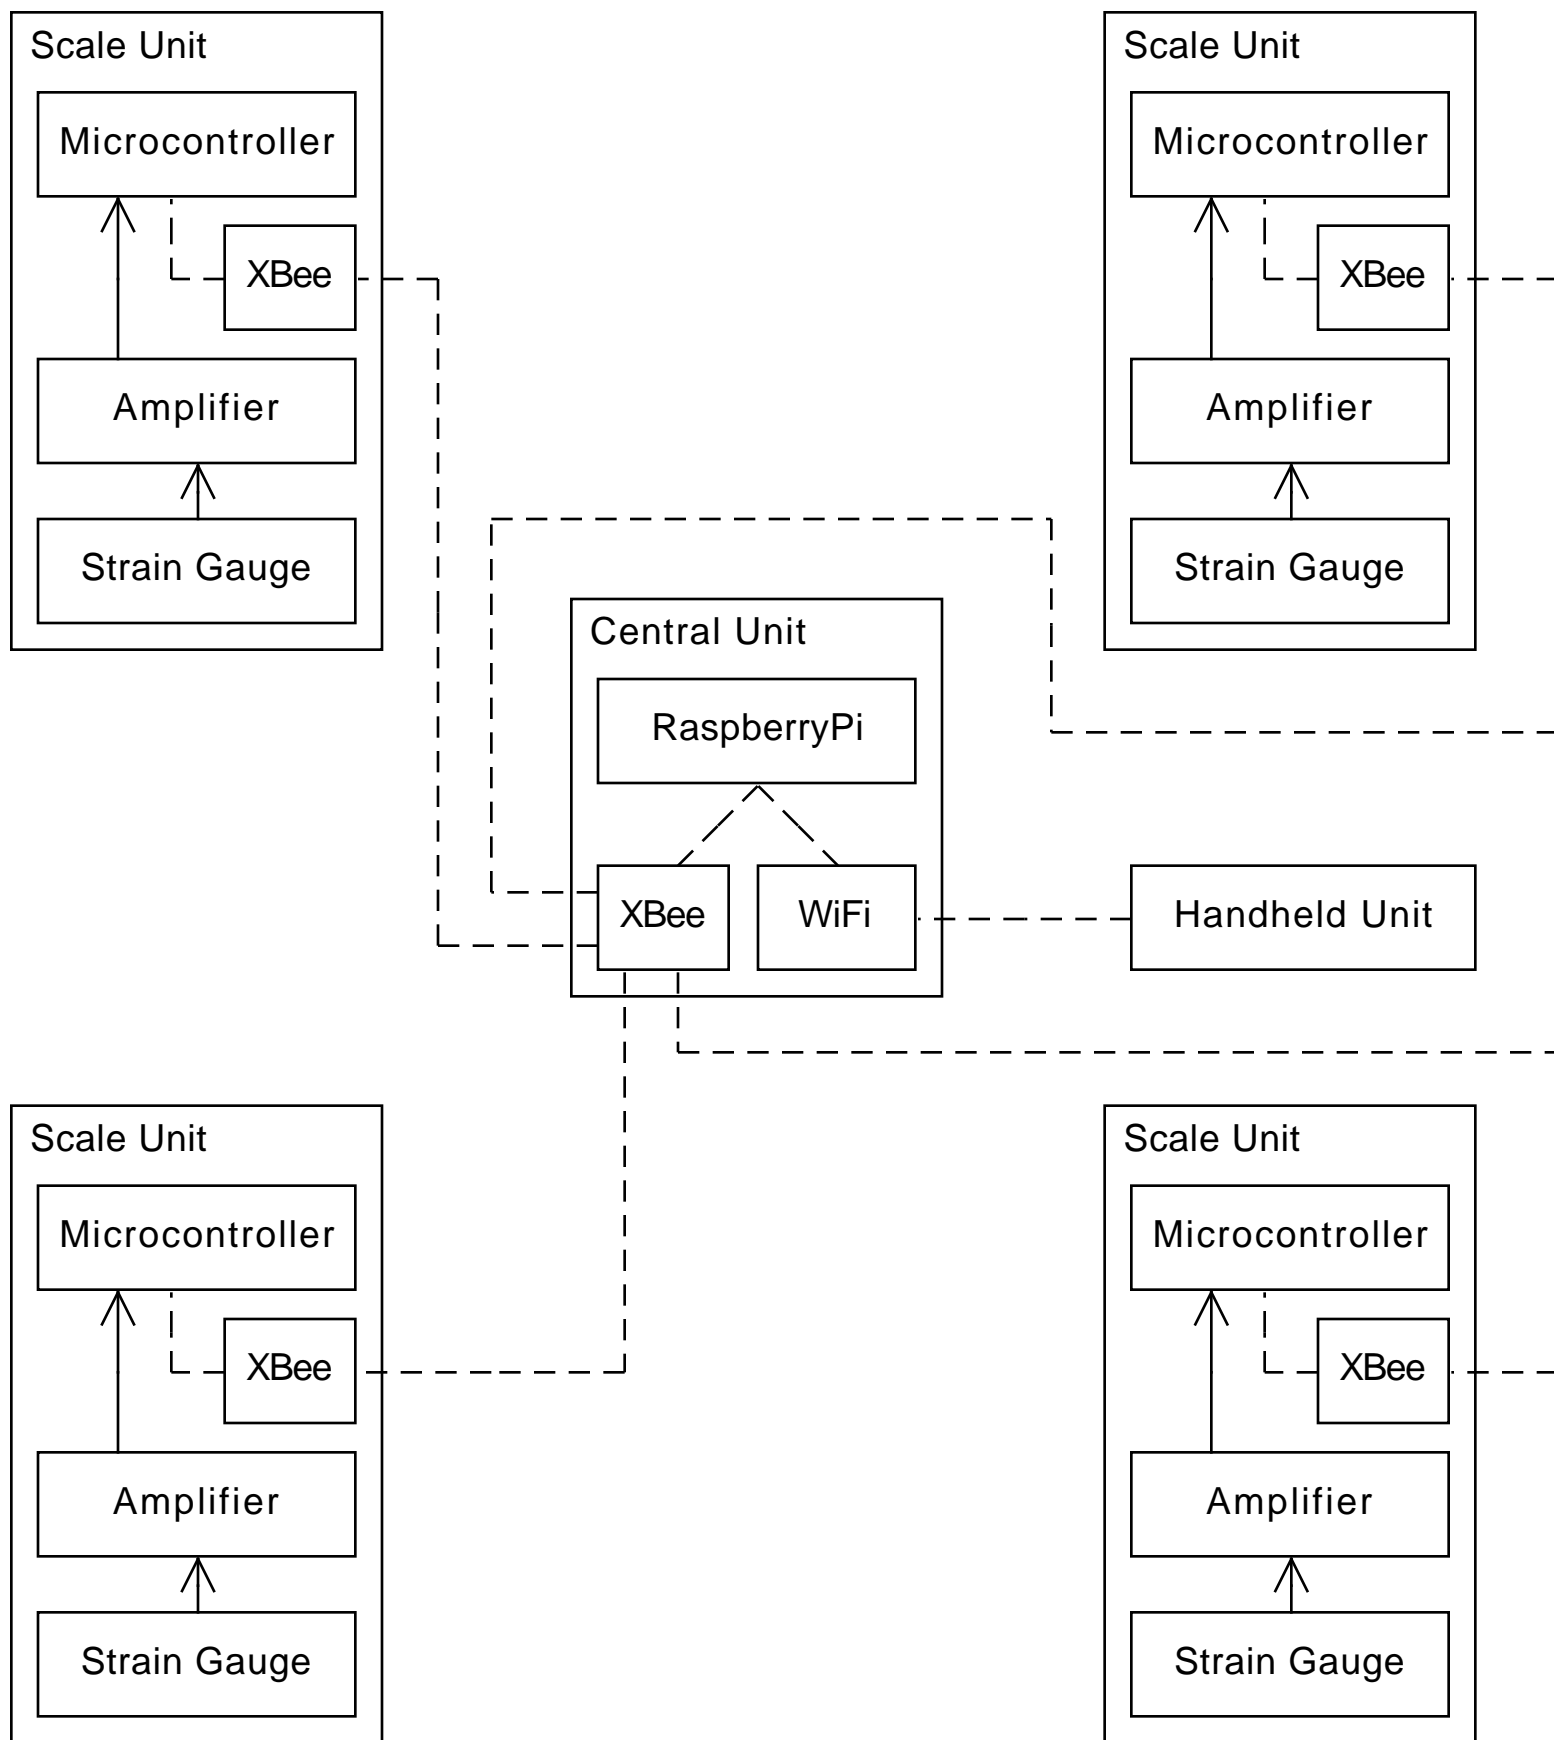 Scale Unit
Microcontroller
XBee
Amplifier
Strain Gauge
Scale Unit
Microcontroller
XBee
Amplifier
Strain Gauge
Central Unit
RaspberryPi
XBee
WiFi
Handheld Unit
Scale Unit
Microcontroller
XBee
Amplifier
Strain Gauge
Scale Unit
Microcontroller
XBee
Amplifier
Strain Gauge